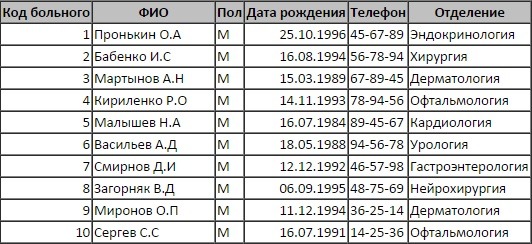 Код больного ФИО Пол Дата рождения Телефон Отделение
1 Пронькин О.А М 25.10.1996 45-67-89 Эндокринология
2 Бабенко И.С М 16.08.1994 56-78-94 Хирургия
3 Мартынов А.Н М 15.03.1989 67-89-45 Дерматология
4 Кириленко Р.О М 14.11.1993 78-94-56 Офтальмология
5 Малышев Н.А М 16.07.1984 89-45-67 Кардиология
6 Васильев А.Д М 18.05.1988 94-56-78 Урология
7 Смирнов Д.И М 12.12.1992 46-57-98 Гастроэнтерология
8 Загорняк В.Д М 06.09.1995 48-75-69 Нейрохирургия
9 Миронов О.П М 11.12.1994 36-25-14 Дерматология
10 Сергев С.С М 16.07.1991 14-25-36 Офтальмология